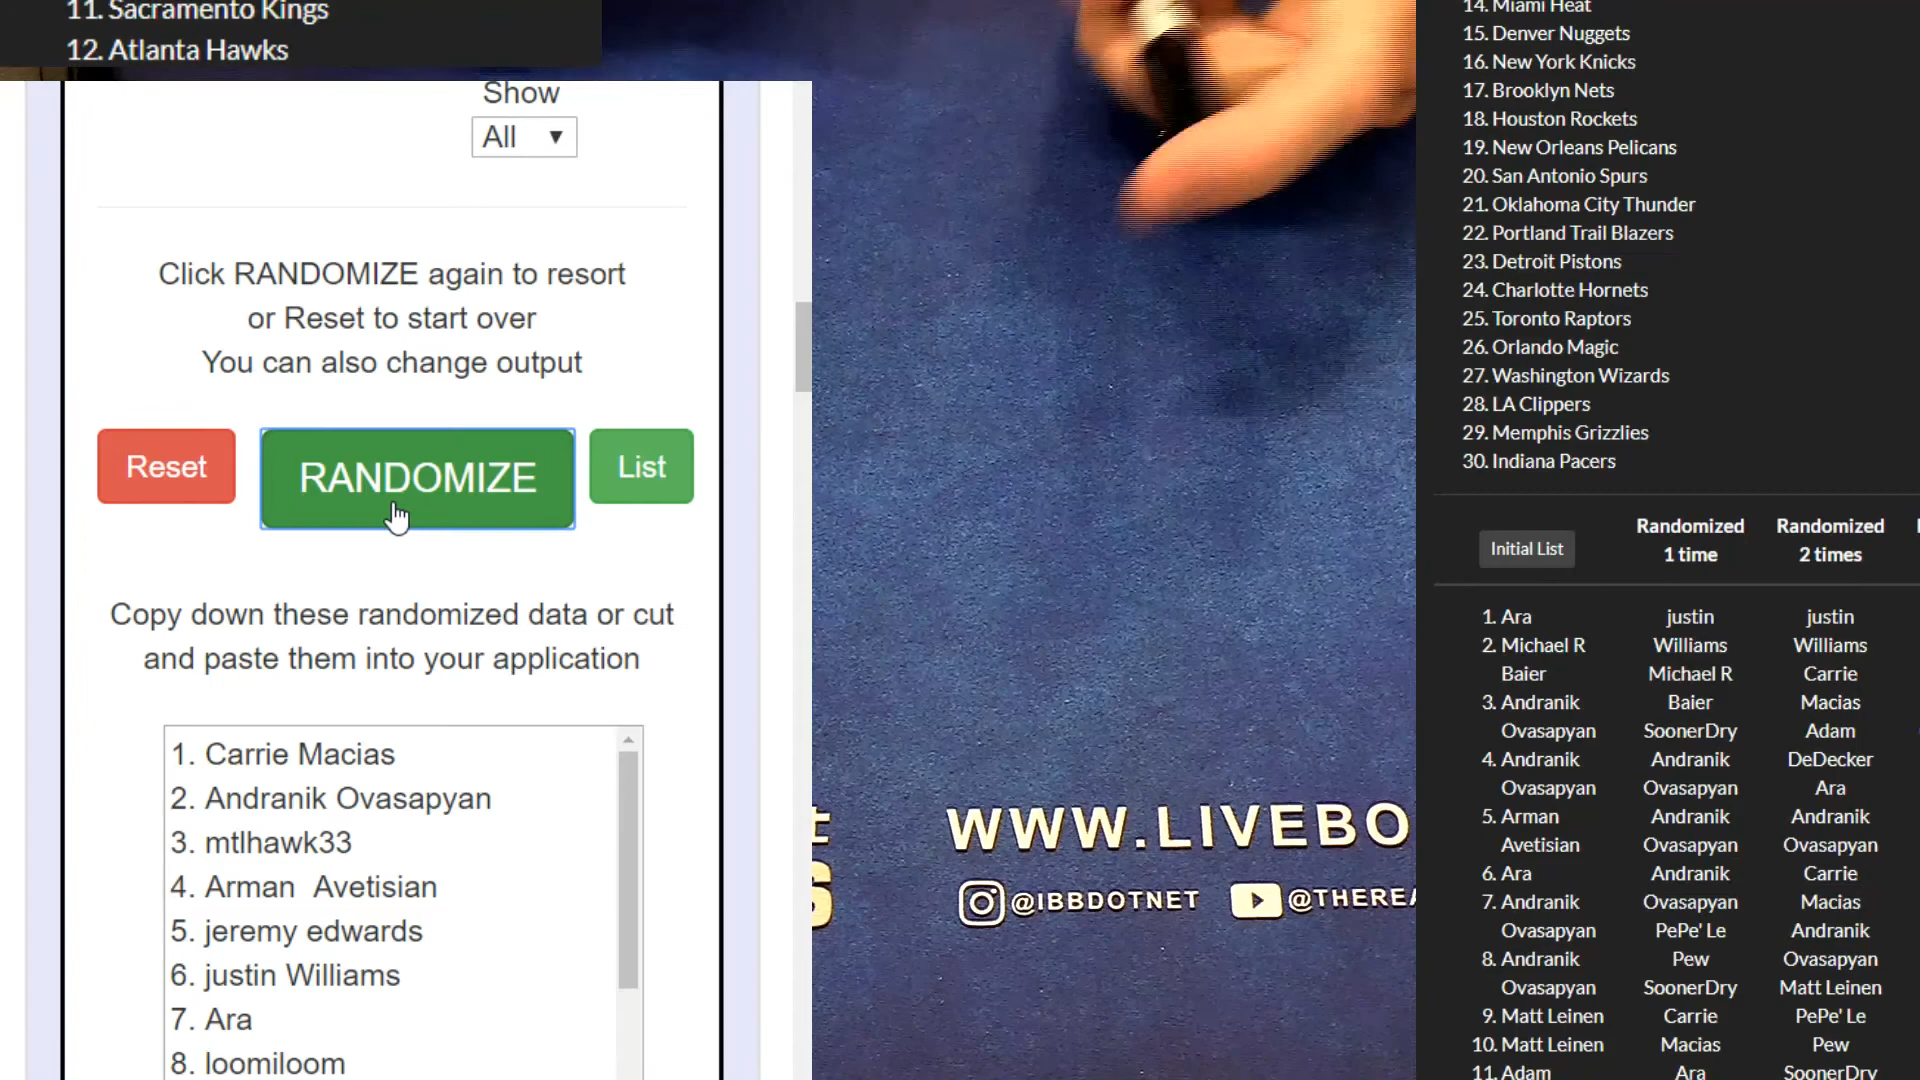 11. Sacramento Kings
12. Atlanta Hawks
Show
All
Click RANDOMIZE again to resort
or Reset to start over
You can also change output
Reset
RANDOMIZE
List
Copy down these randomized data or cut
and paste them into your application
1. Carrie Macias
2. Andranik Ovasapyan
3. mtlhawk33
4. Arman Avetisian
5. jeremy edwards
6. justin Williams
7. Ara
8. loomiloom
WWW.LIVEBO
@IBBDOTNET
@THEREA
14. Miami Heat
15. Denver Nuggets
16. New York Knicks
17. Brooklyn Nets
18. Houston Rockets
19. New Orleans Pelicans
20. San Antonio Spurs
21. Oklahoma City Thunder
22. Portland Trail Blazers
23. Detroit Pistons
24. Charlotte Hornets
25. Toronto Raptors
26. Orlando Magic
27. Washington Wizards
28. LA Clippers
29. Memphis Grizzlies
30. Indiana Pacers
Initial List
Randomized
1 time
Randomized
2 times
1. Ara justin justin
2. Michael R Williams Williams
Baier Michael R Carrie
3. Andranik Baier Macias
Ovasapyan SoonerDry Adam
4. Andranik Andranik DeDecker
Ovasapyan Ovasapyan Ara
5. Arman Andranik Andranik
Avetisian Ovasapyan Ovasapyan
6. Ara Andranik Carrie
7. Andranik Ovasapyan Macias
Ovasapyan PePe' Le Andranik
8. Andranik Pew Ovasapyan
Ovasapyan SoonerDry Matt Leinen
9. Matt Leinen Carrie PePe' Le
10. Matt Leinen Macias Pew
11. Adam Ara SoonerDry